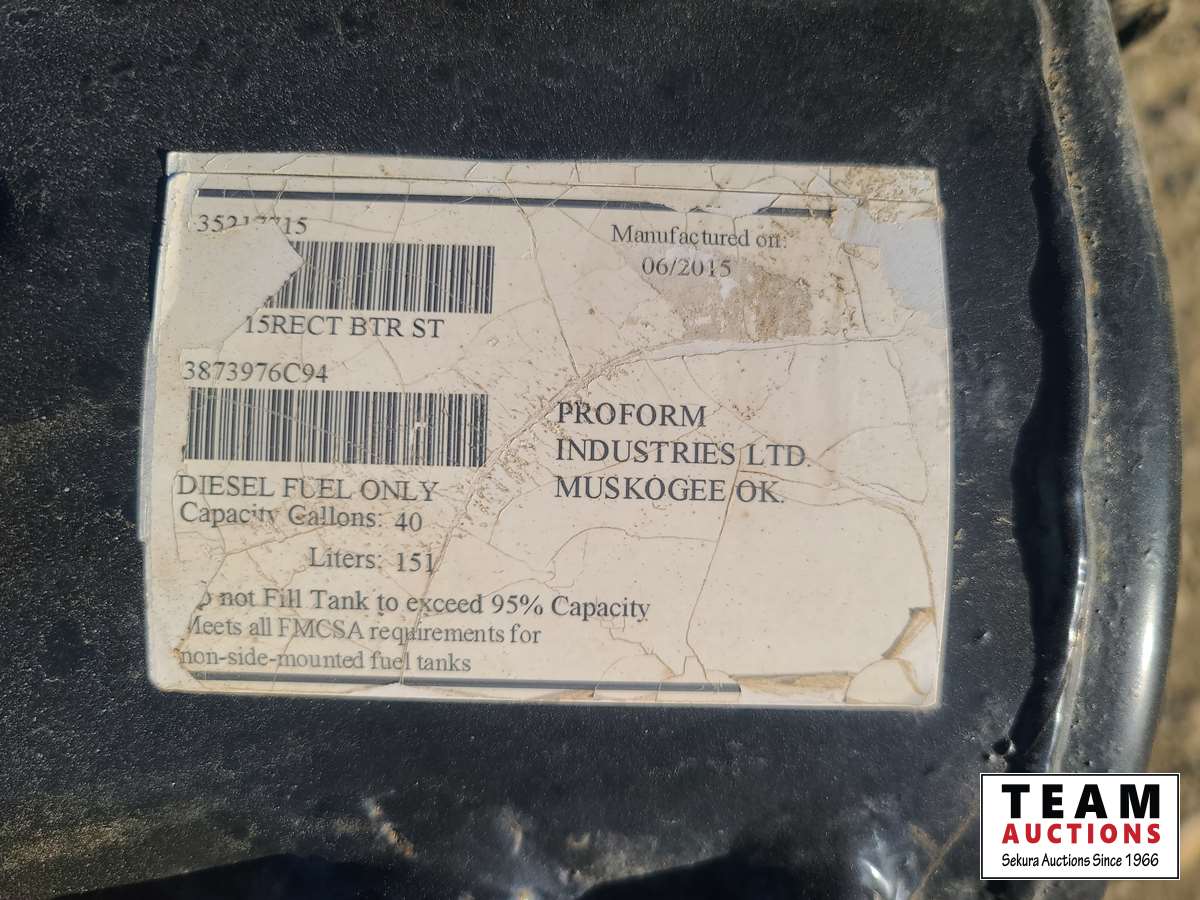 Manufactured on:
06/2015
15RECT BTR ST
3873976C94
PROFORM
INDUSTRIES LTD.
MUSKOGEE OK.
DIESEL FUEL ONLY
Capacity Gallons: 40
Liters: 151
not Fill Tank to exceed 95% Capacity
Meets all FMCSA requirements for
non-side-mounted fuel tanks
TEAM
AUCTIONS
Sekura Auctions Since 1966